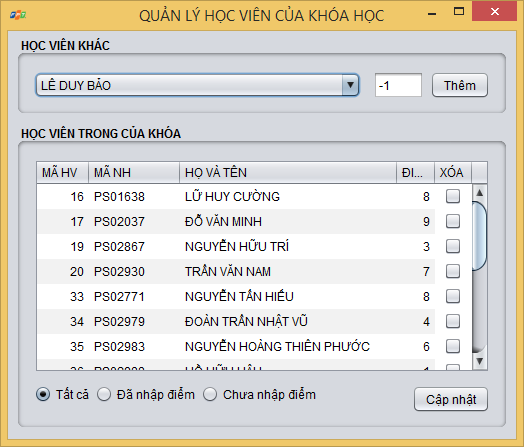 QUẢN LÝ HỌC VIÊN CỦA KHÓA HỌC
HỌC VIÊN KHÁC
LÊ DUY BẢO -1 Thêm
HỌC VIÊN TRONG CỦA KHÓA
MÃ HV MÃ NH HỌ VÀ TÊN ĐI... XÓA
16 PS01638 LỮ HUY CƯỜNG 8
17 PS02037 ĐỖ VĂN MINH 9
19 PS02867 NGUYỄN HỮU TRÍ 3
20 PS02930 TRẦN VĂN NAM 7
33 PS02771 NGUYỄN TẤN HIẾU 8
34 PS02979 ĐOÀN TRẦN NHẬT VŨ 4
35 PS02983 NGUYỄN HOÀNG THIÊN PHƯỚC 6
Tất cả Đã nhập điểm Chưa nhập điểm Cập nhật